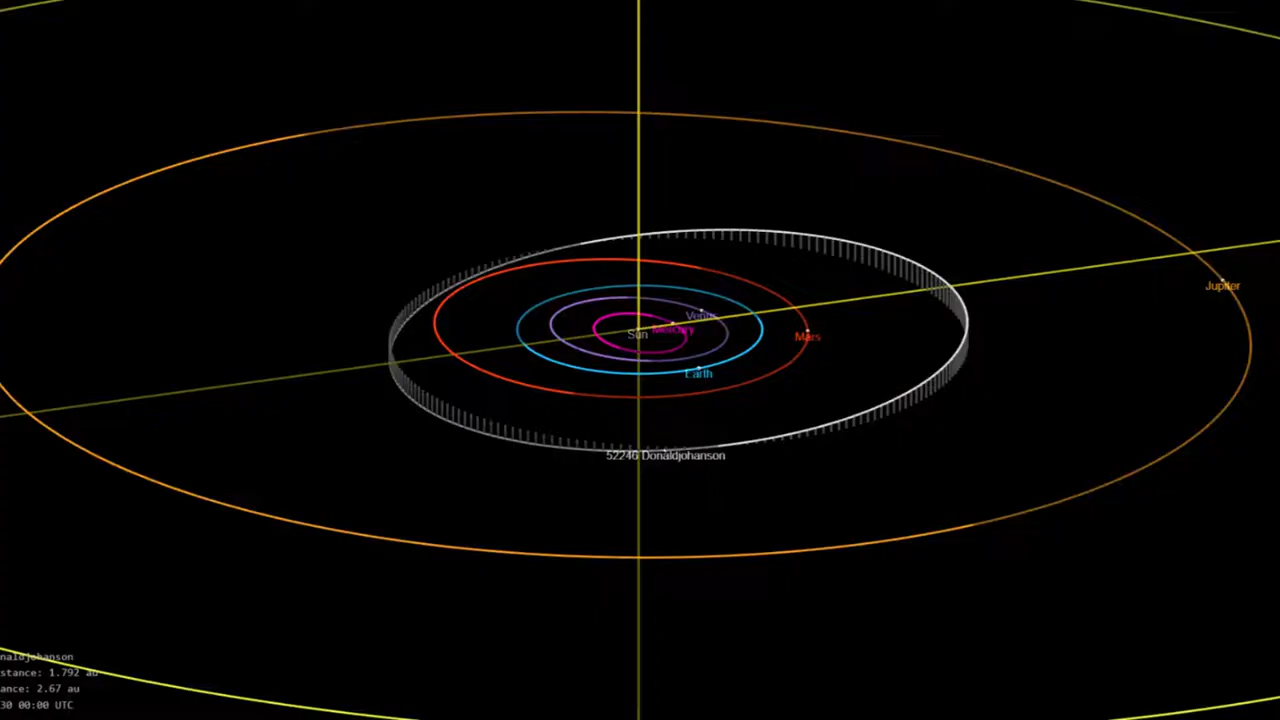 Jupiter
Venus
Mercury
Sun
Mars
Earth
52246 Donaldjohanson
naldjohanson
stance: 1.792 au
ance: 2.67 au
30 00:00 UTC